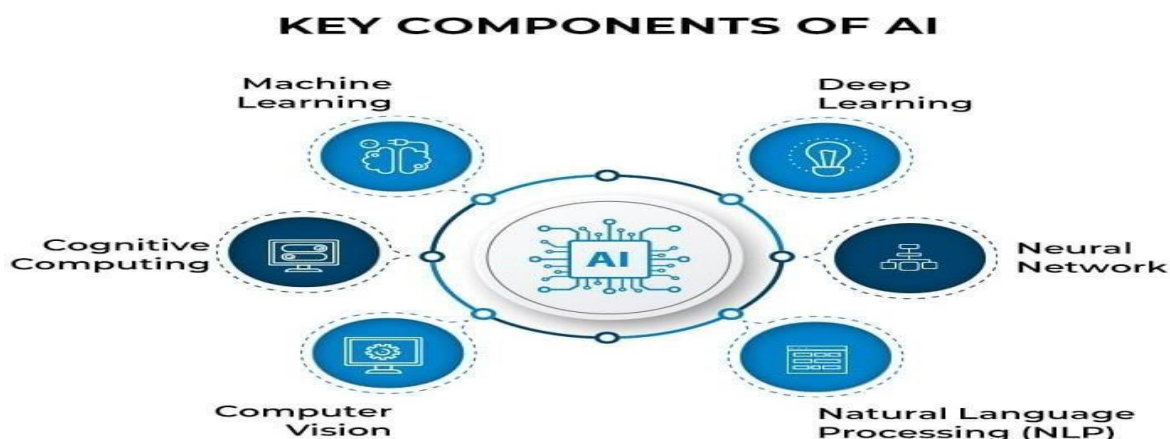 KEY COMPONENTS OF AI
Machine
Learning
Deep
Learning
Cognitive
Computing
AI
Neural
Network
Computer
Vision
Natural Language
Processing (NLP)